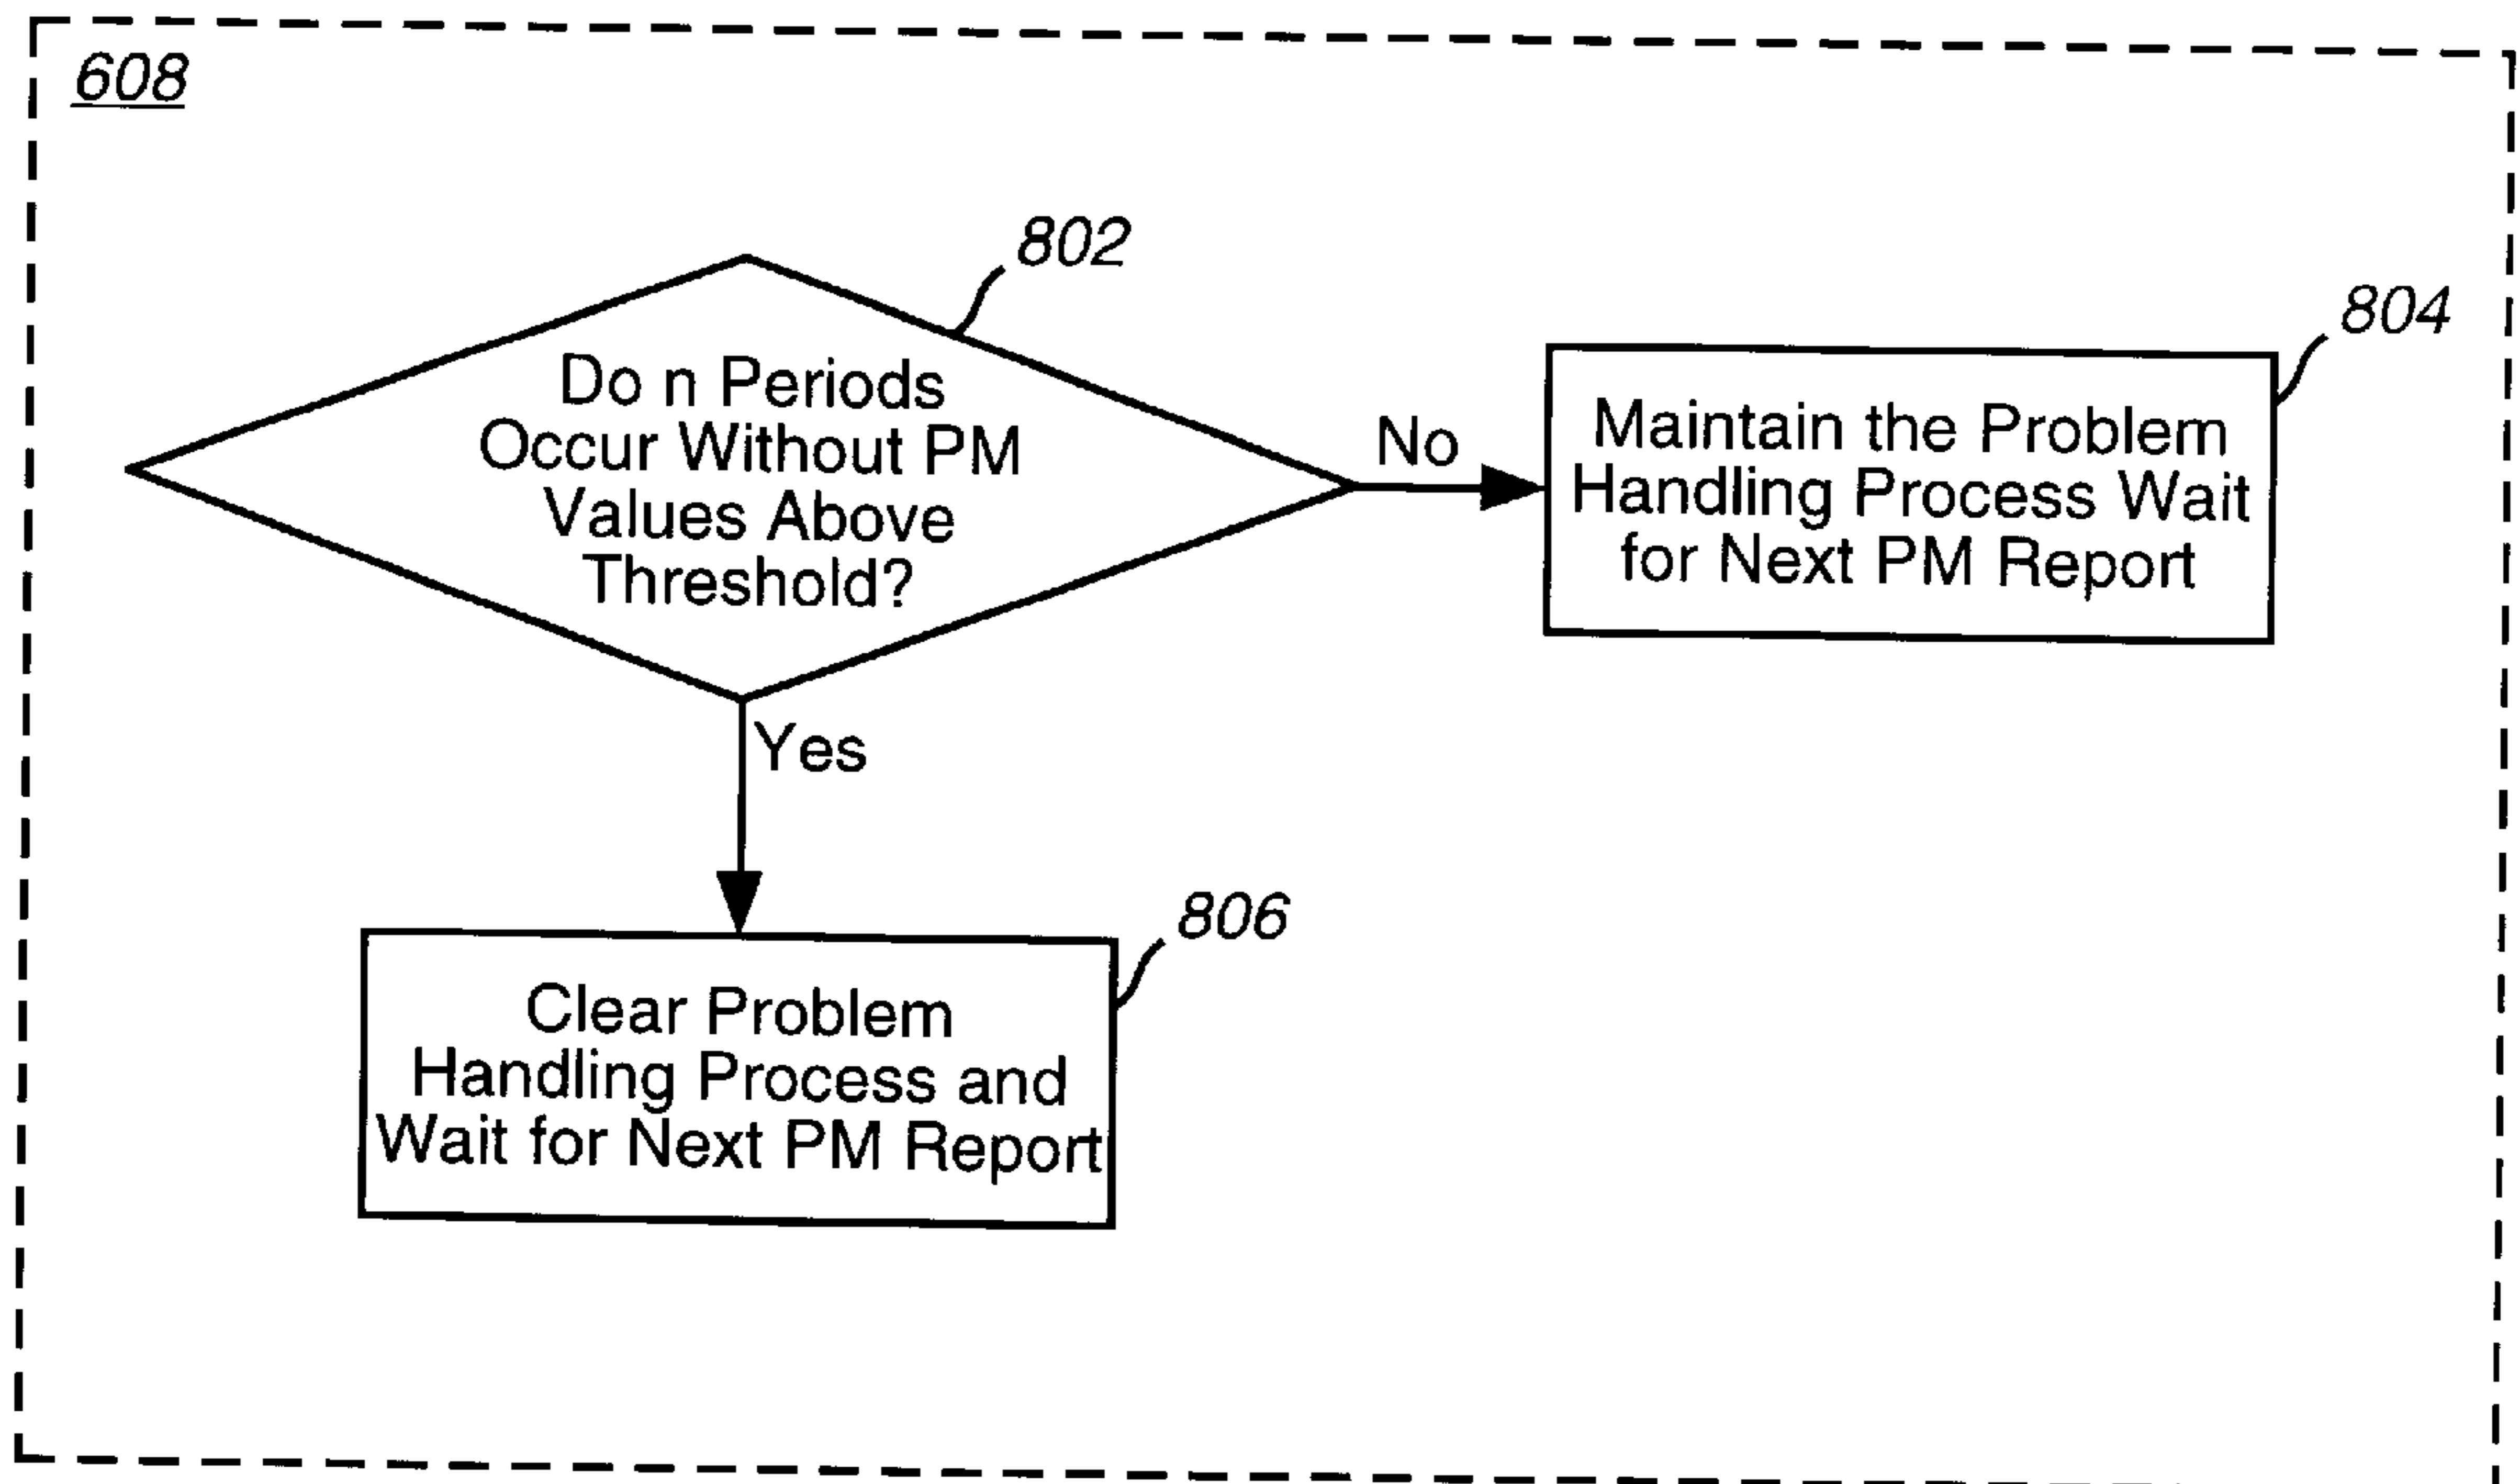 608
802
Do n Periods
Occur Without PM
Values Above
Threshold?
No
804
Maintain the Problem
Handling Process Wait
for Next PM Report
Yes
806
Clear Problem
Handling Process and
Wait for Next PM Report